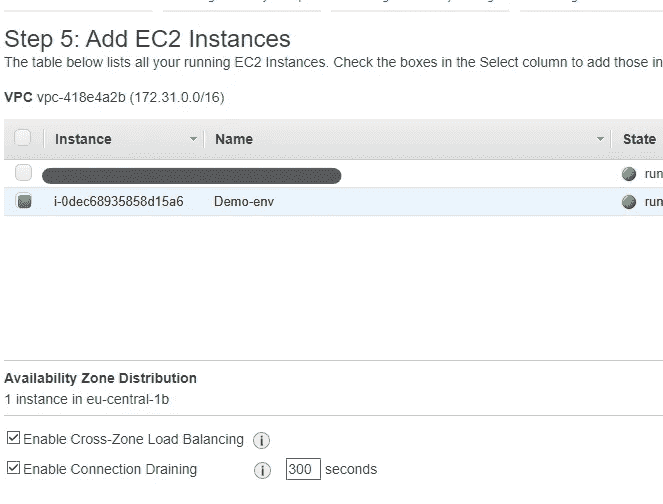 Step 5: Add EC2 Instances
The table below lists all your running EC2 Instances. Check the boxes in the Select column to add those in
VPC vpc-418e4a2b (172.31.0.0/16)
Instance Name State
run
i-0dec68935858d15a6 Demo-env run
Availability Zone Distribution
1 instance in eu-central-1b
Enable Cross-Zone Load Balancing i
Enable Connection Draining i 300 seconds